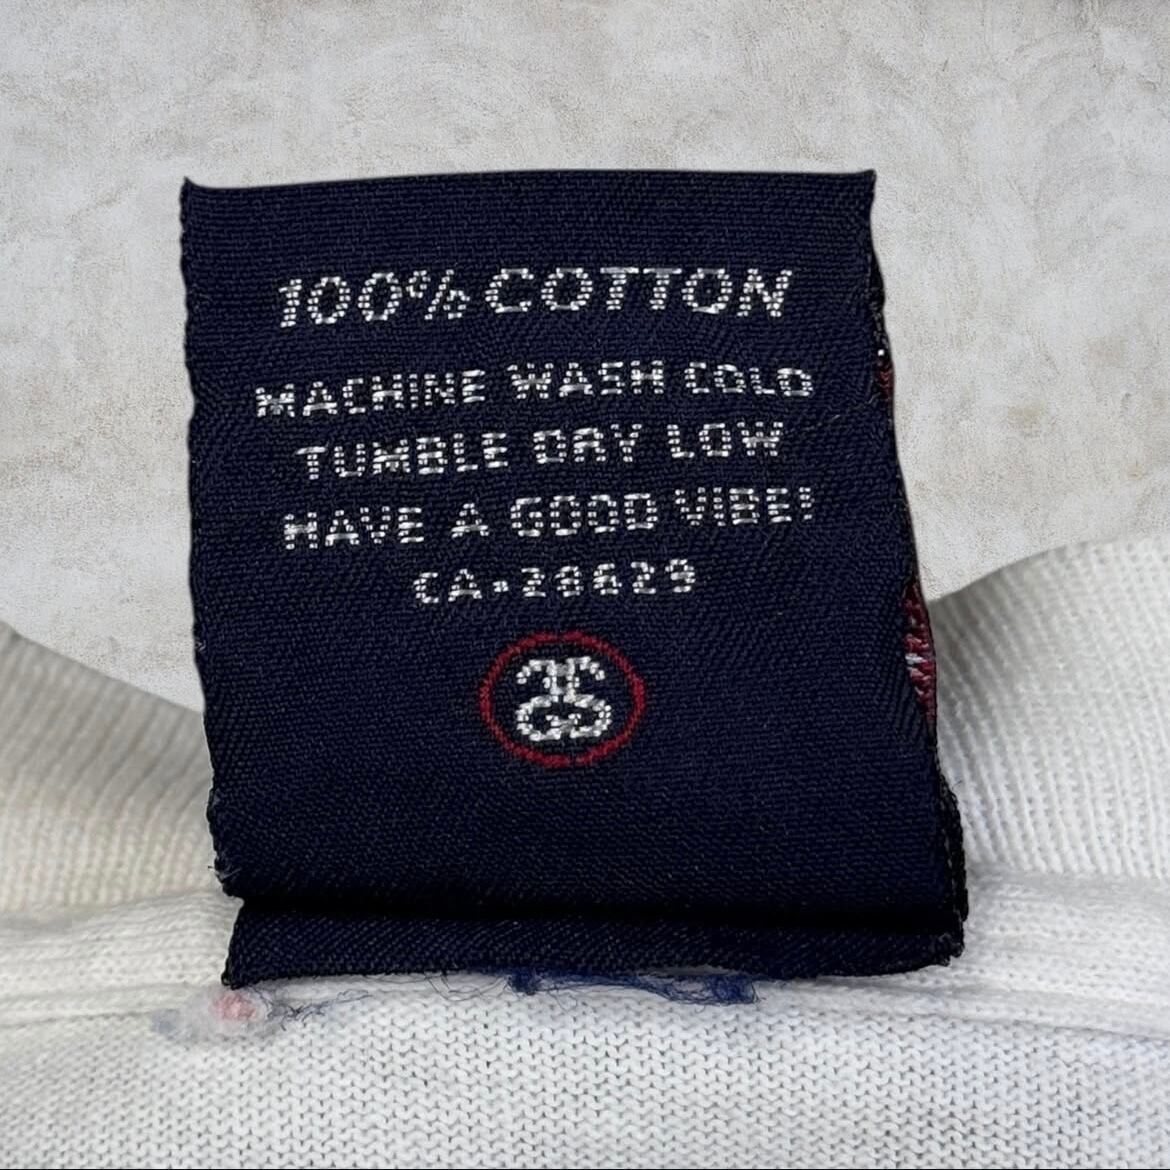 100% COTTON
MACHINE WASH COLD
TUMBLE DRY LOW
HAVE A GOOD VIBE!
CA•28629